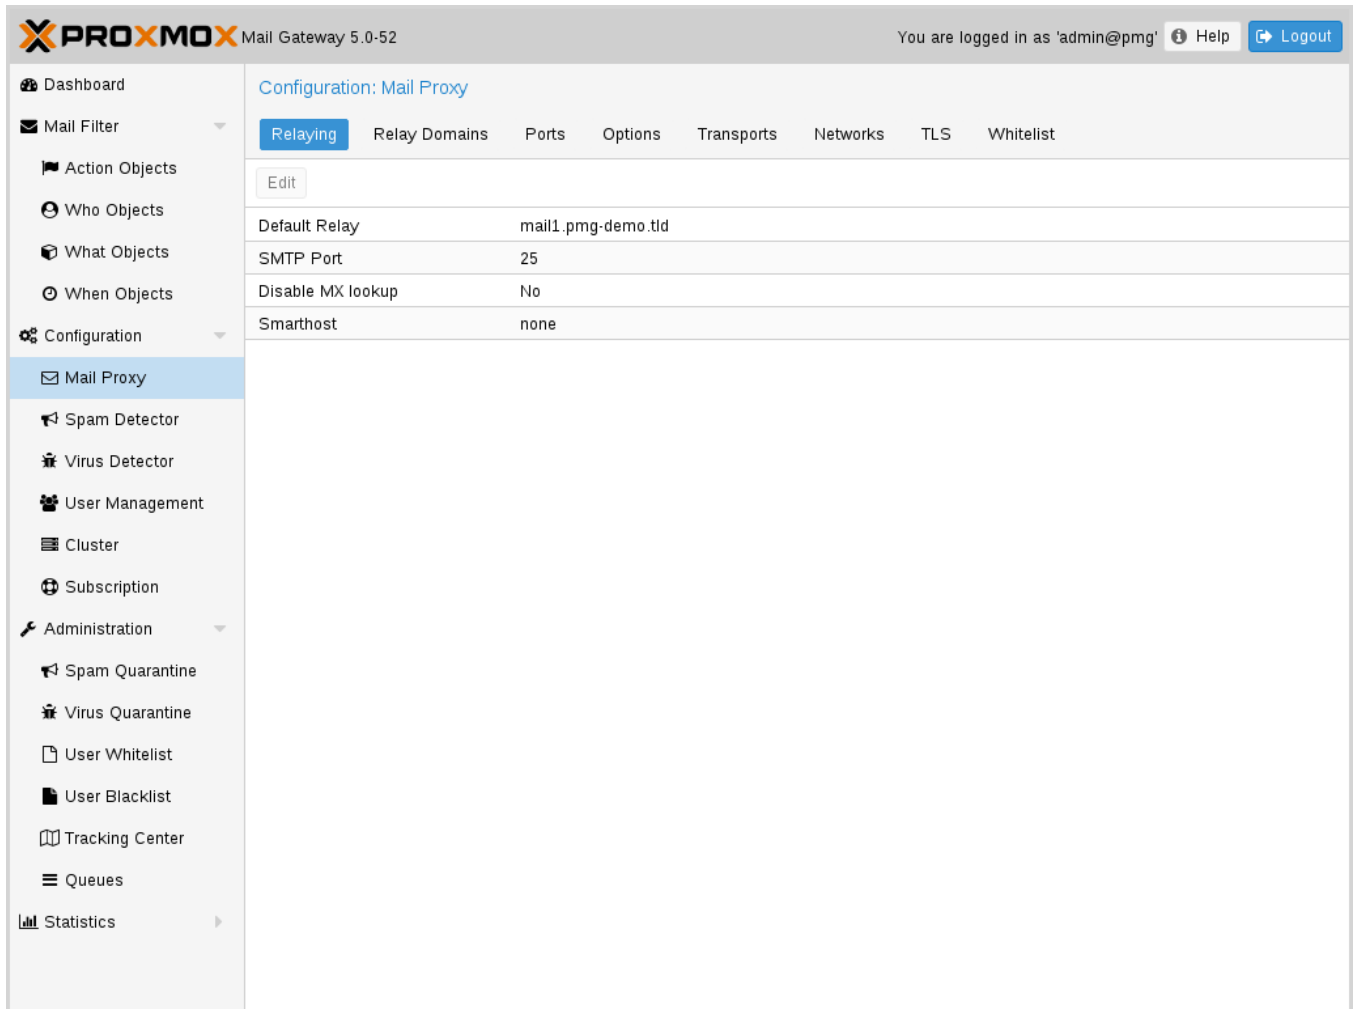 PROXMOX Mail Gateway 5.0-52 You are logged in as 'admin@pmg' Help Logout
Dashboard
Mail Filter
Action Objects
Who Objects
What Objects
When Objects
Configuration
Mail Proxy
Spam Detector
Virus Detector
User Management
Cluster
Subscription
Administration
Spam Quarantine
Virus Quarantine
User Whitelist
User Blacklist
Tracking Center
Queues
Statistics
Configuration: Mail Proxy
Relaying Relay Domains Ports Options Transports Networks TLS Whitelist
Edit
Default Relay mail1.pmg-demo.tld
SMTP Port 25
Disable MX lookup No
Smarthost none